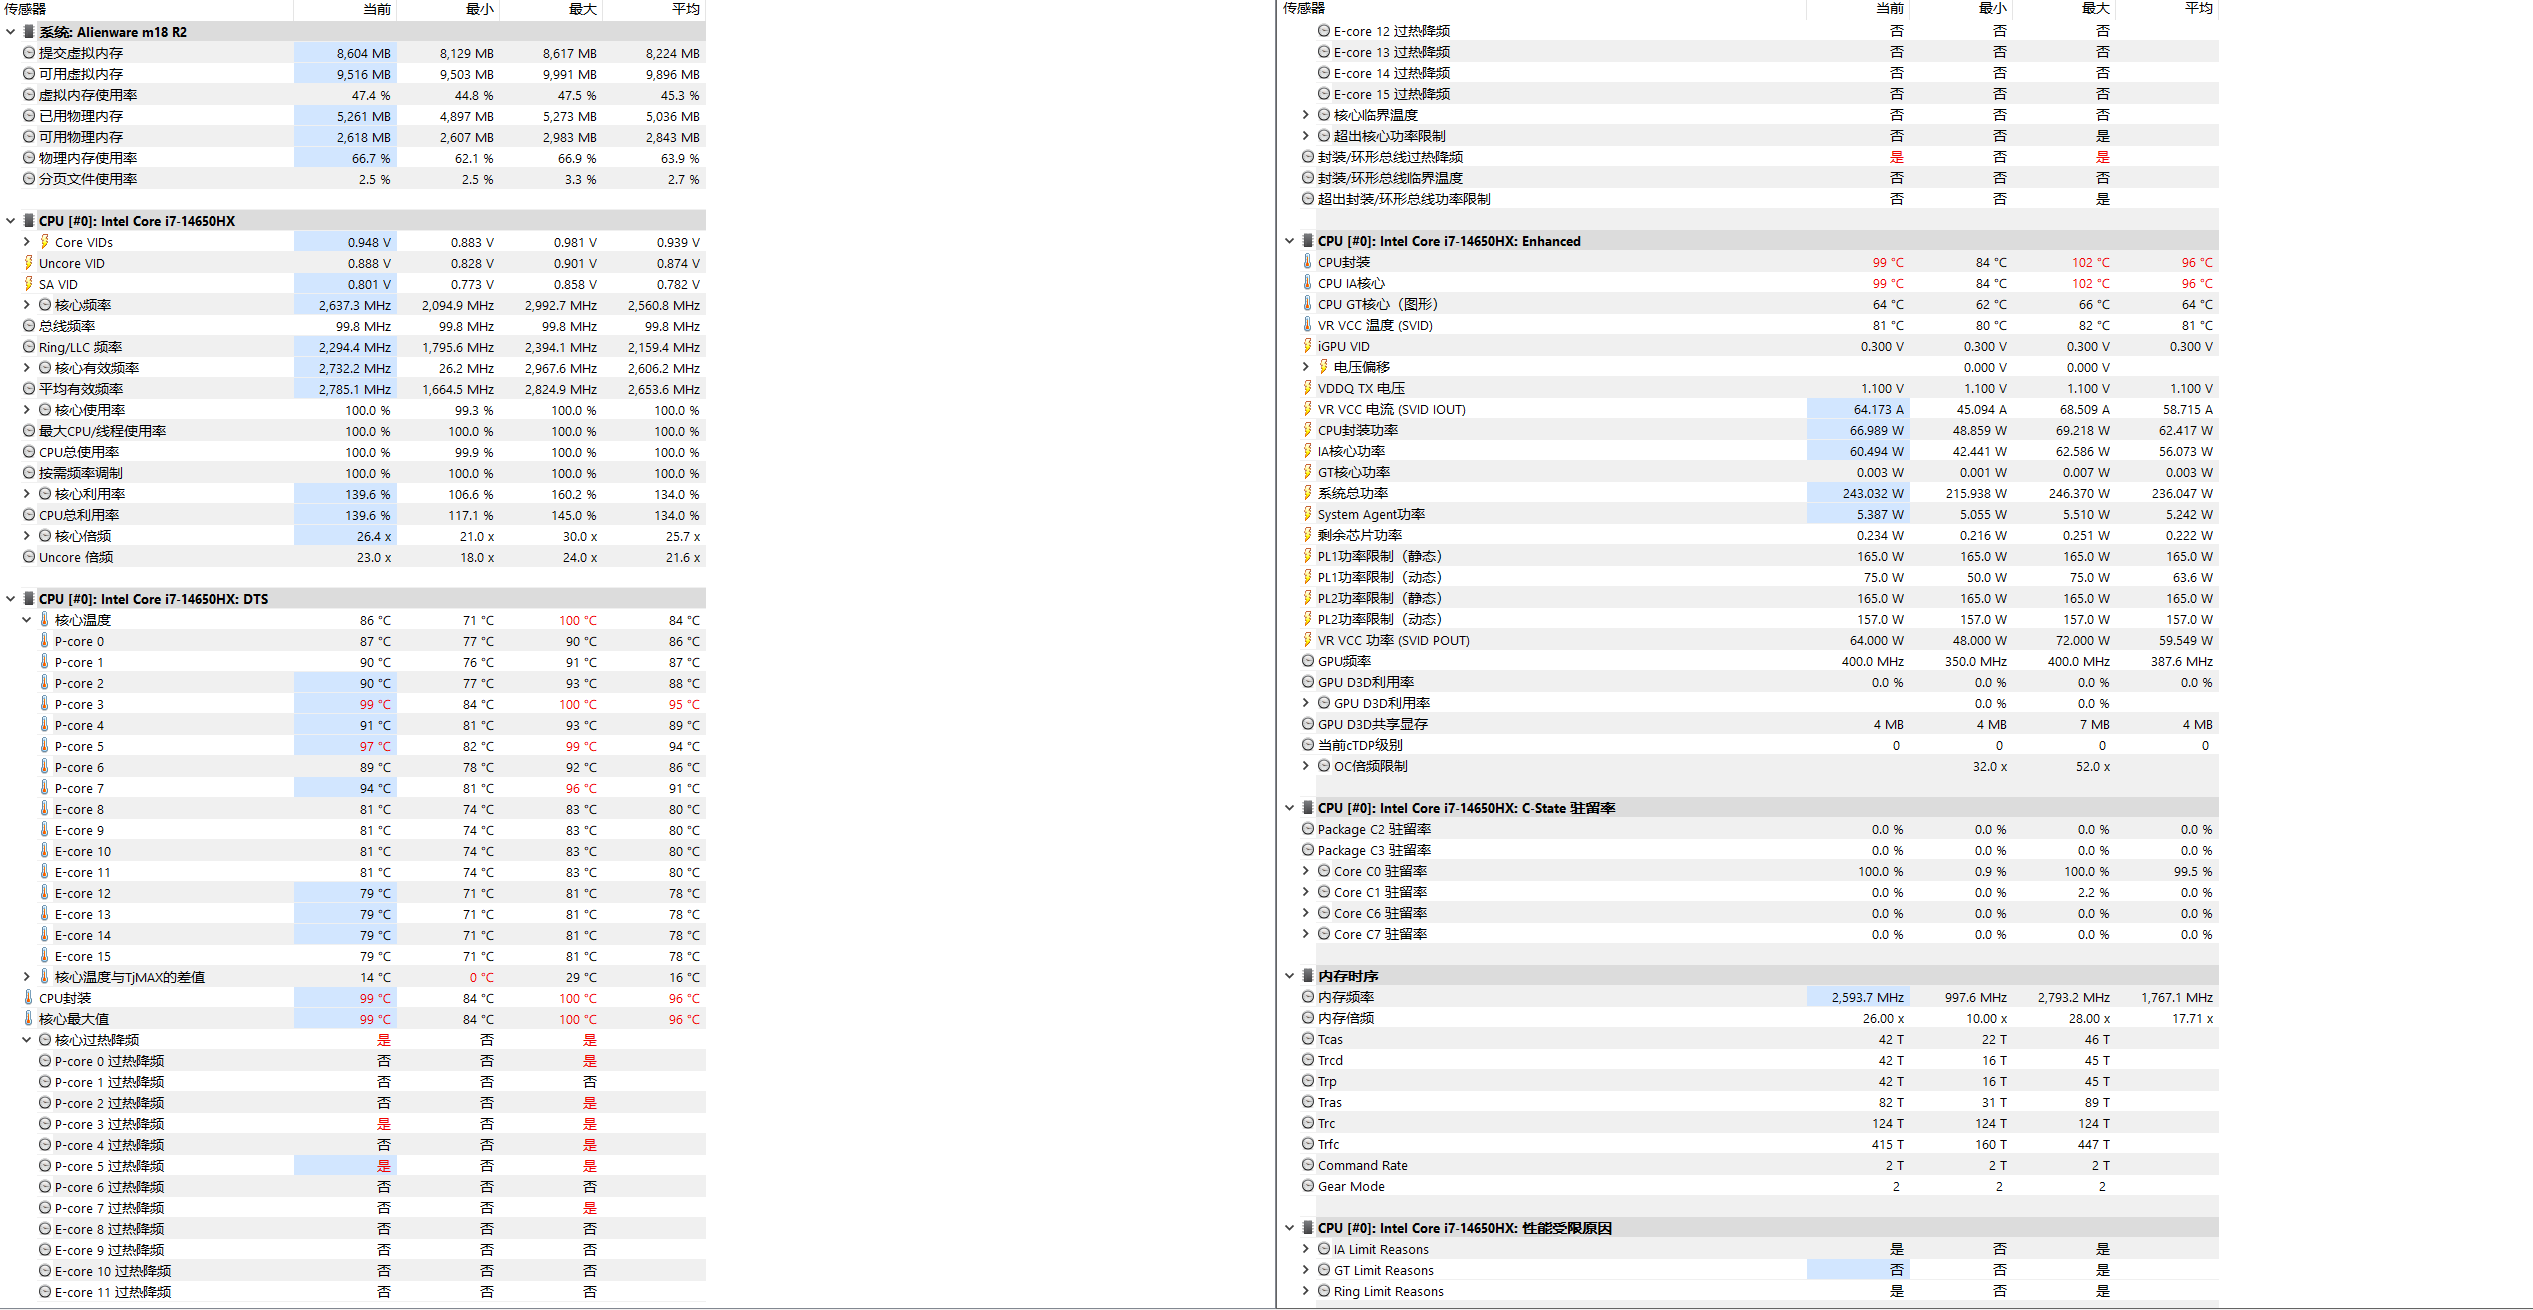 传感器 当前 最小 最大 平均
系统: Alienware m18 R2
提交虚拟内存 8,604 MB 8,129 MB 8,617 MB 8,224 MB
可用虚拟内存 9,516 MB 9,503 MB 9,991 MB 9,896 MB
虚拟内存使用率 47.4 % 44.8 % 47.5 % 45.3 %
已用物理内存 5,261 MB 4,897 MB 5,273 MB 5,036 MB
可用物理内存 2,618 MB 2,607 MB 2,983 MB 2,843 MB
物理内存使用率 66.7 % 62.1 % 66.9 % 63.9 %
分页文件使用率 2.5 % 2.5 % 3.3 % 2.7 %
CPU [#0]: Intel Core i7-14650HX
Core VIDs 0.948 V 0.883 V 0.981 V 0.939 V
Uncore VID 0.888 V 0.828 V 0.901 V 0.874 V
SA VID 0.801 V 0.773 V 0.858 V 0.782 V
核心频率 2,637.3 MHz 2,094.9 MHz 2,992.7 MHz 2,560.8 MHz
总线频率 99.8 MHz 99.8 MHz 99.8 MHz 99.8 MHz
Ring/LLC 频率 2,294.4 MHz 1,795.6 MHz 2,394.1 MHz 2,159.4 MHz
核心有效频率 2,732.2 MHz 26.2 MHz 2,967.6 MHz 2,606.2 MHz
平均有效频率 2,785.1 MHz 1,664.5 MHz 2,824.9 MHz 2,653.6 MHz
核心使用率 100.0 % 99.3 % 100.0 % 100.0 %
最大CPU/线程使用率 100.0 % 100.0 % 100.0 % 100.0 %
CPU总使用率 100.0 % 99.9 % 100.0 % 100.0 %
按需频率调制 100.0 % 100.0 % 100.0 % 100.0 %
核心利用率 139.6 % 106.6 % 160.2 % 134.0 %
CPU总利用率 139.6 % 117.1 % 145.0 % 134.0 %
核心倍频 26.4 x 21.0 x 30.0 x 25.7 x
Uncore 倍频 23.0 x 18.0 x 24.0 x 21.6 x
CPU [#0]: Intel Core i7-14650HX: DTS
核心温度 86 °C 71 °C 100 °C 84 °C
P-core 0 87 °C 77 °C 90 °C 86 °C
P-core 1 90 °C 76 °C 91 °C 87 °C
P-core 2 90 °C 77 °C 93 °C 88 °C
P-core 3 99 °C 84 °C 100 °C 95 °C
P-core 4 91 °C 81 °C 93 °C 89 °C
P-core 5 97 °C 82 °C 99 °C 94 °C
P-core 6 89 °C 78 °C 92 °C 86 °C
P-core 7 94 °C 81 °C 96 °C 91 °C
E-core 8 81 °C 74 °C 83 °C 80 °C
E-core 9 81 °C 74 °C 83 °C 80 °C
E-core 10 81 °C 74 °C 83 °C 80 °C
E-core 11 81 °C 74 °C 83 °C 80 °C
E-core 12 79 °C 71 °C 81 °C 78 °C
E-core 13 79 °C 71 °C 81 °C 78 °C
E-core 14 79 °C 71 °C 81 °C 78 °C
E-core 15 79 °C 71 °C 81 °C 78 °C
核心温度与TjMAX的差值 14 °C 0 °C 29 °C 16 °C
CPU封装 99 °C 84 °C 100 °C 96 °C
核心最大值 99 °C 84 °C 100 °C 96 °C
核心过热降频 是 否 是
P-core 0 过热降频 否 否 是
P-core 1 过热降频 否 否 否
P-core 2 过热降频 否 否 是
P-core 3 过热降频 是 否 是
P-core 4 过热降频 否 否 是
P-core 5 过热降频 是 否 是
P-core 6 过热降频 否 否 否
P-core 7 过热降频 否 否 是
E-core 8 过热降频 否 否 否
E-core 9 过热降频 否 否 否
E-core 10 过热降频 否 否 否
E-core 11 过热降频 否 否 否
传感器 当前 最小 最大 平均
E-core 12 过热降频 否 否 否
E-core 13 过热降频 否 否 否
E-core 14 过热降频 否 否 否
E-core 15 过热降频 否 否 否
核心临界温度 否 否 否
超出核心功率限制 否 否 是
封装/环形总线过热降频 是 否 是
封装/环形总线临界温度 否 否 否
超出封装/环形总线功率限制 否 否 是
CPU [#0]: Intel Core i7-14650HX: Enhanced
CPU封装 99 °C 84 °C 102 °C 96 °C
CPU IA核心 99 °C 84 °C 102 °C 96 °C
CPU GT核心（图形） 64 °C 62 °C 66 °C 64 °C
VR VCC 温度 (SVID) 81 °C 80 °C 82 °C 81 °C
iGPU VID 0.300 V 0.300 V 0.300 V 0.300 V
电压偏移 0.000 V 0.000 V
VDDQ TX 电压 1.100 V 1.100 V 1.100 V 1.100 V
VR VCC 电流 (SVID IOUT) 64.173 A 45.094 A 68.509 A 58.715 A
CPU封装功率 66.989 W 48.859 W 69.218 W 62.417 W
IA核心功率 60.494 W 42.441 W 62.586 W 56.073 W
GT核心功率 0.003 W 0.001 W 0.007 W 0.003 W
系统总功率 243.032 W 215.938 W 246.370 W 236.047 W
System Agent功率 5.387 W 5.055 W 5.510 W 5.242 W
剩余芯片功率 0.234 W 0.216 W 0.251 W 0.222 W
PL1功率限制（静态） 165.0 W 165.0 W 165.0 W 165.0 W
PL1功率限制（动态） 75.0 W 50.0 W 75.0 W 63.6 W
PL2功率限制（静态） 165.0 W 165.0 W 165.0 W 165.0 W
PL2功率限制（动态） 157.0 W 157.0 W 157.0 W 157.0 W
VR VCC 功率 (SVID POUT) 64.000 W 48.000 W 72.000 W 59.549 W
GPU频率 400.0 MHz 350.0 MHz 400.0 MHz 387.6 MHz
GPU D3D利用率 0.0 % 0.0 % 0.0 % 0.0 %
GPU D3D利用率 0.0 % 0.0 %
GPU D3D共享显存 4 MB 4 MB 7 MB 4 MB
当前cTDP级别 0 0 0 0
OC倍频限制 32.0 x 52.0 x
CPU [#0]: Intel Core i7-14650HX: C-State 驻留率
Package C2 驻留率 0.0 % 0.0 % 0.0 % 0.0 %
Package C3 驻留率 0.0 % 0.0 % 0.0 % 0.0 %
Core C0 驻留率 100.0 % 0.9 % 100.0 % 99.5 %
Core C1 驻留率 0.0 % 0.0 % 2.2 % 0.0 %
Core C6 驻留率 0.0 % 0.0 % 0.0 % 0.0 %
Core C7 驻留率 0.0 % 0.0 % 0.0 % 0.0 %
内存时序
内存频率 2,593.7 MHz 997.6 MHz 2,793.2 MHz 1,767.1 MHz
内存倍频 26.00 x 10.00 x 28.00 x 17.71 x
Tcas 42 T 22 T 46 T
Trcd 42 T 16 T 45 T
Trp 42 T 16 T 45 T
Tras 82 T 31 T 89 T
Trc 124 T 124 T 124 T
Trfc 415 T 160 T 447 T
Command Rate 2 T 2 T 2 T
Gear Mode 2 2 2
CPU [#0]: Intel Core i7-14650HX: 性能受限原因
IA Limit Reasons 是 否 是
GT Limit Reasons 否 否 是
Ring Limit Reasons 是 否 是